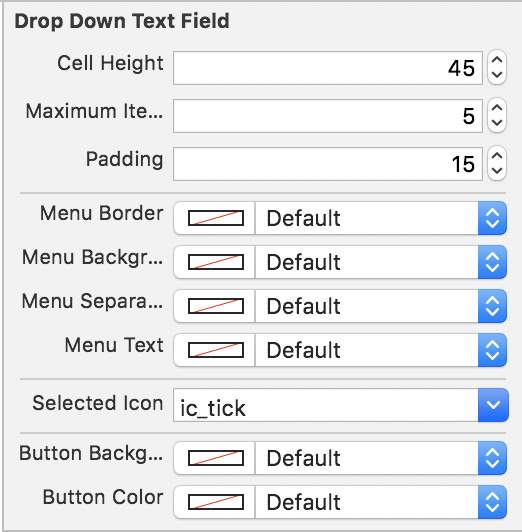 Drop Down Text Field
Cell Height 45
Maximum Ite... 5
Padding 15
Menu Border Default
Menu Backgr... Default
Menu Separa... Default
Menu Text Default
Selected Icon ic_tick
Button Backg... Default
Button Color Default